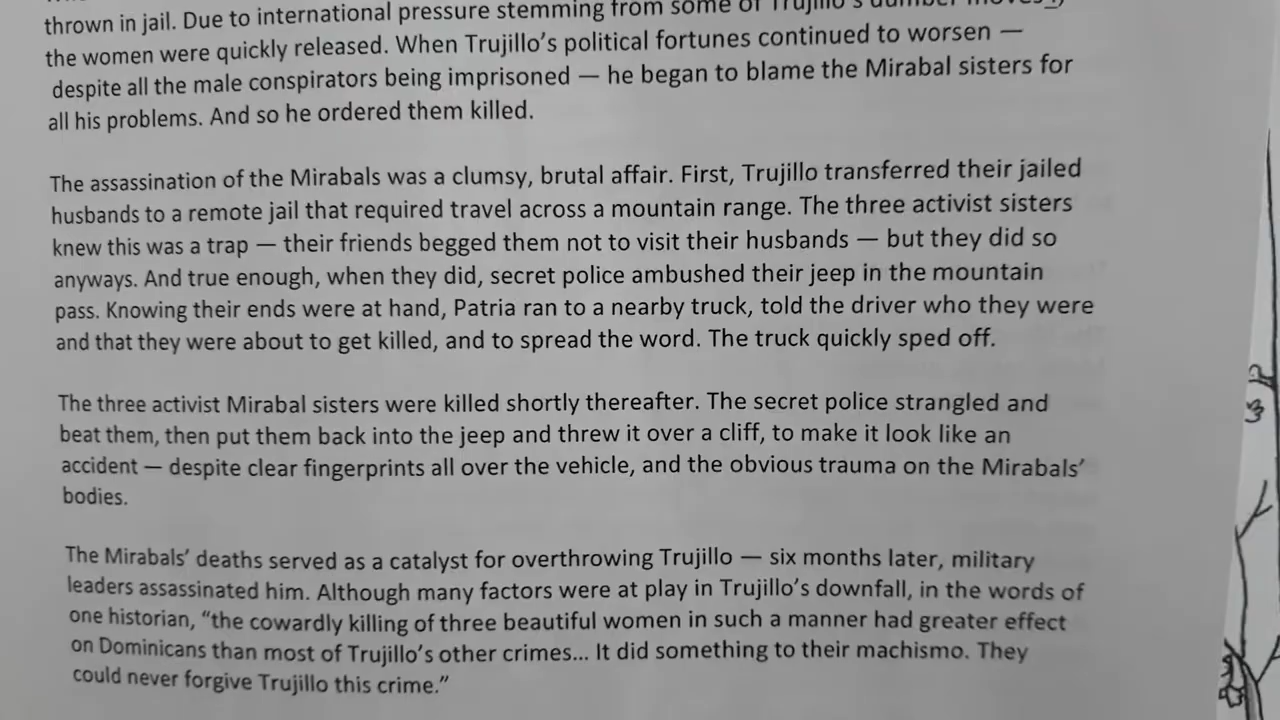 thrown in jail. Due to international pressure stemming from some of Trujillo's dumber moves
the women were quickly released. When Trujillo's political fortunes continued to worsen —
despite all the male conspirators being imprisoned — he began to blame the Mirabal sisters for
all his problems. And so he ordered them killed.
The assassination of the Mirabals was a clumsy, brutal affair. First, Trujillo transferred their jailed
husbands to a remote jail that required travel across a mountain range. The three activist sisters
knew this was a trap — their friends begged them not to visit their husbands — but they did so
anyways. And true enough, when they did, secret police ambushed their jeep in the mountain
pass. Knowing their ends were at hand, Patria ran to a nearby truck, told the driver who they were
and that they were about to get killed, and to spread the word. The truck quickly sped off.
The three activist Mirabal sisters were killed shortly thereafter. The secret police strangled and
beat them, then put them back into the jeep and threw it over a cliff, to make it look like an
accident — despite clear fingerprints all over the vehicle, and the obvious trauma on the Mirabals'
bodies.
The Mirabals' deaths served as a catalyst for overthrowing Trujillo — six months later, military
leaders assassinated him. Although many factors were at play in Trujillo's downfall, in the words of
one historian, "the cowardly killing of three beautiful women in such a manner had greater effect
on Dominicans than most of Trujillo's other crimes... It did something to their machismo. They
could never forgive Trujillo this crime."